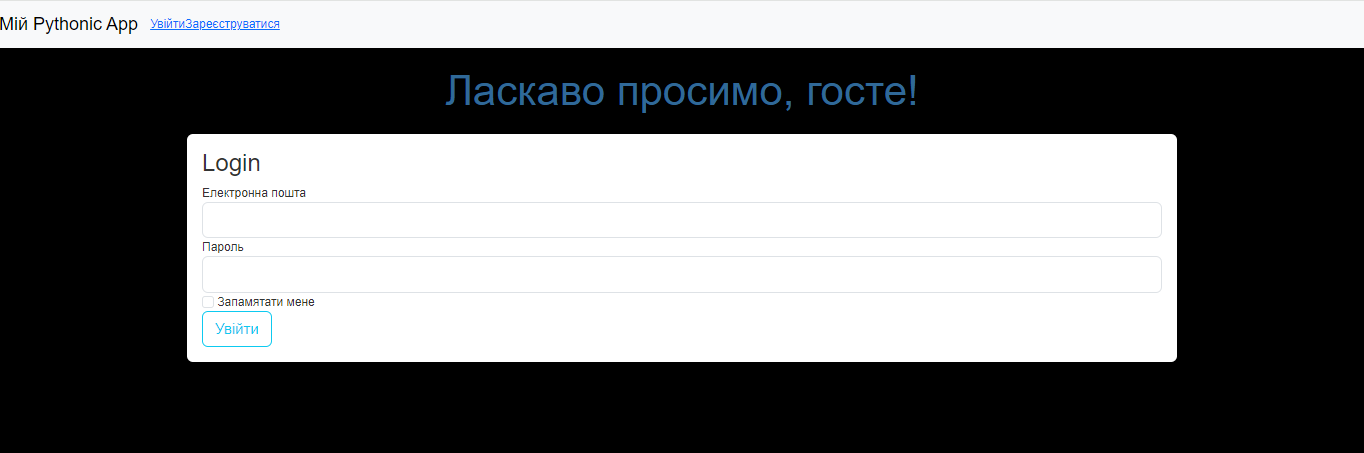 Мій Pythonic App УвійтиЗареєструватися
Ласкаво просимо, госте!
Login
Електронна пошта
Пароль
Запамятати мене
Увійти